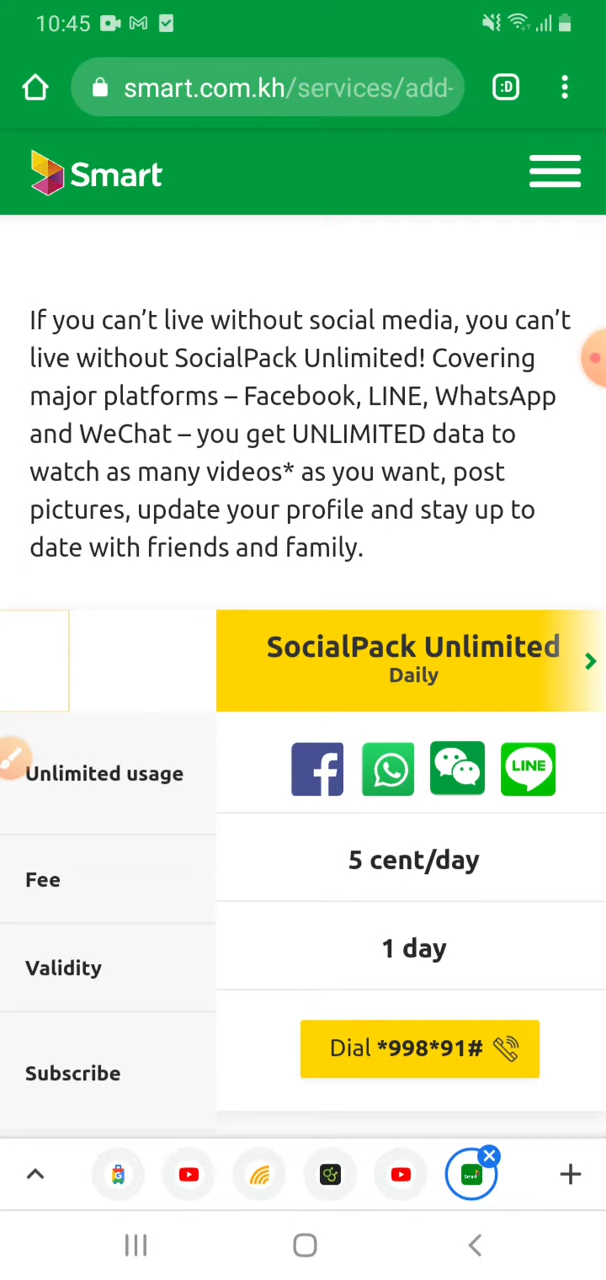 10:45
smart.com.kh/services/add-
:D
Smart
If you can’t live without social media, you can’t
live without SocialPack Unlimited! Covering
major platforms – Facebook, LINE, WhatsApp
and WeChat – you get UNLIMITED data to
watch as many videos* as you want, post
pictures, update your profile and stay up to
date with friends and family.
SocialPack Unlimited
Daily
Unlimited usage
LINE
Fee
5 cent/day
Validity
1 day
Subscribe
Dial *998*91#
Smart